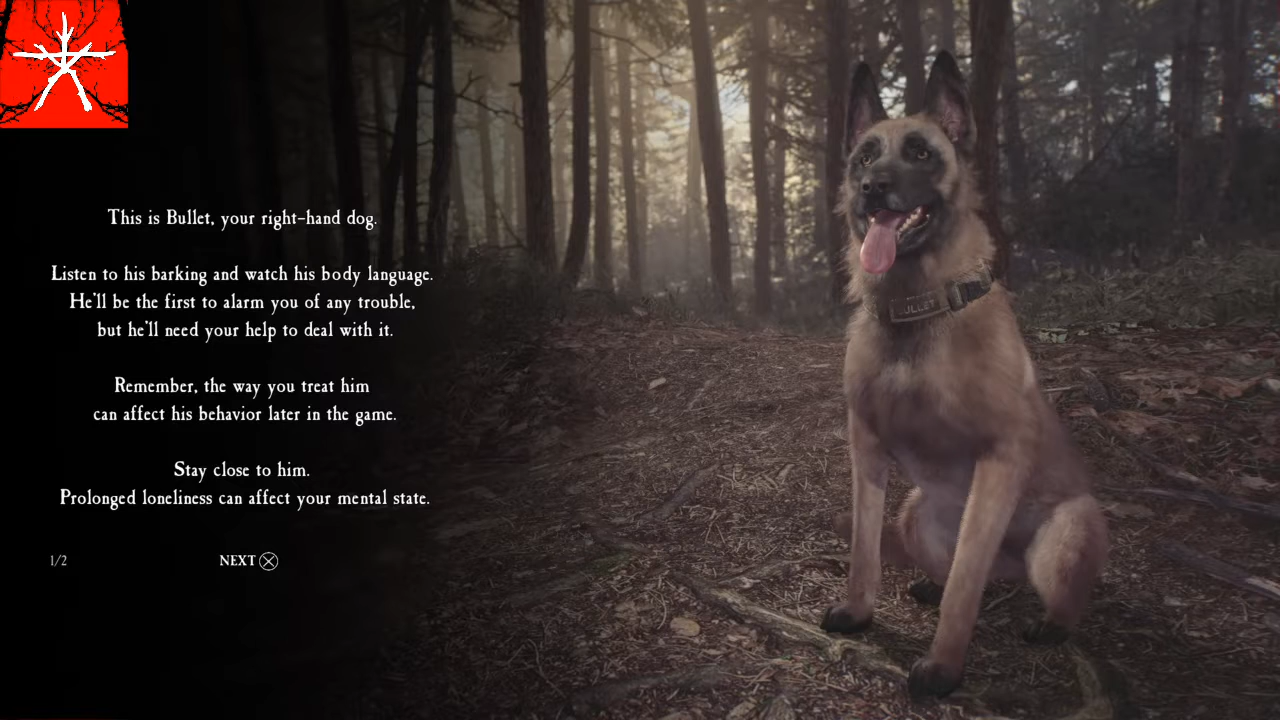 This is Bullet, your right-hand dog.
Listen to his barking and watch his body language.
He'll be the first to alarm you of any trouble,
but he'll need your help to deal with it.
Remember, the way you treat him
can affect his behavior later in the game.
Stay close to him.
Prolonged loneliness can affect your mental state.
1/2 NEXT
BULLET